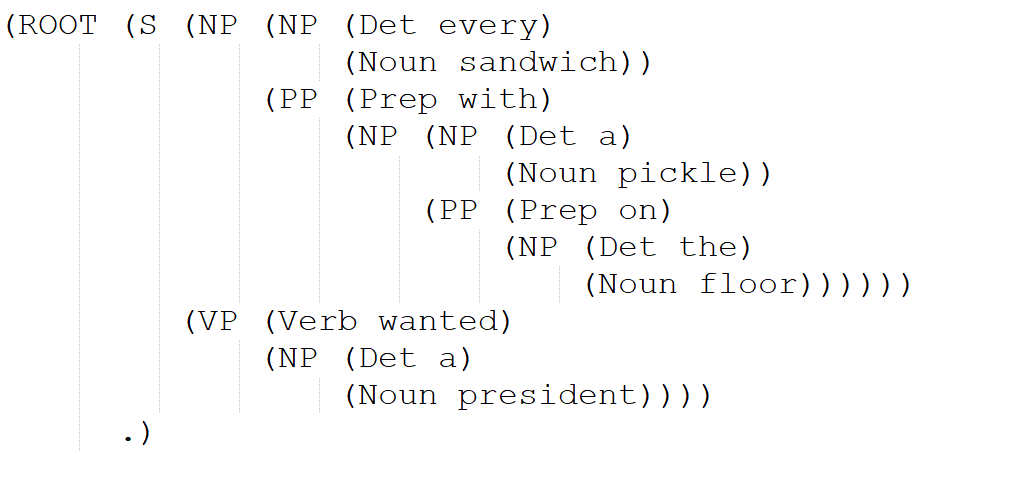 (ROOT (S (NP (NP (Det every)
(Noun sandwich))
(PP (Prep with)
(NP (NP (Det a)
(Noun pickle))
(PP (Prep on)
(NP (Det the)
(Noun floor))))))
(VP (Verb wanted)
(NP (Det a)
(Noun president))))
.)